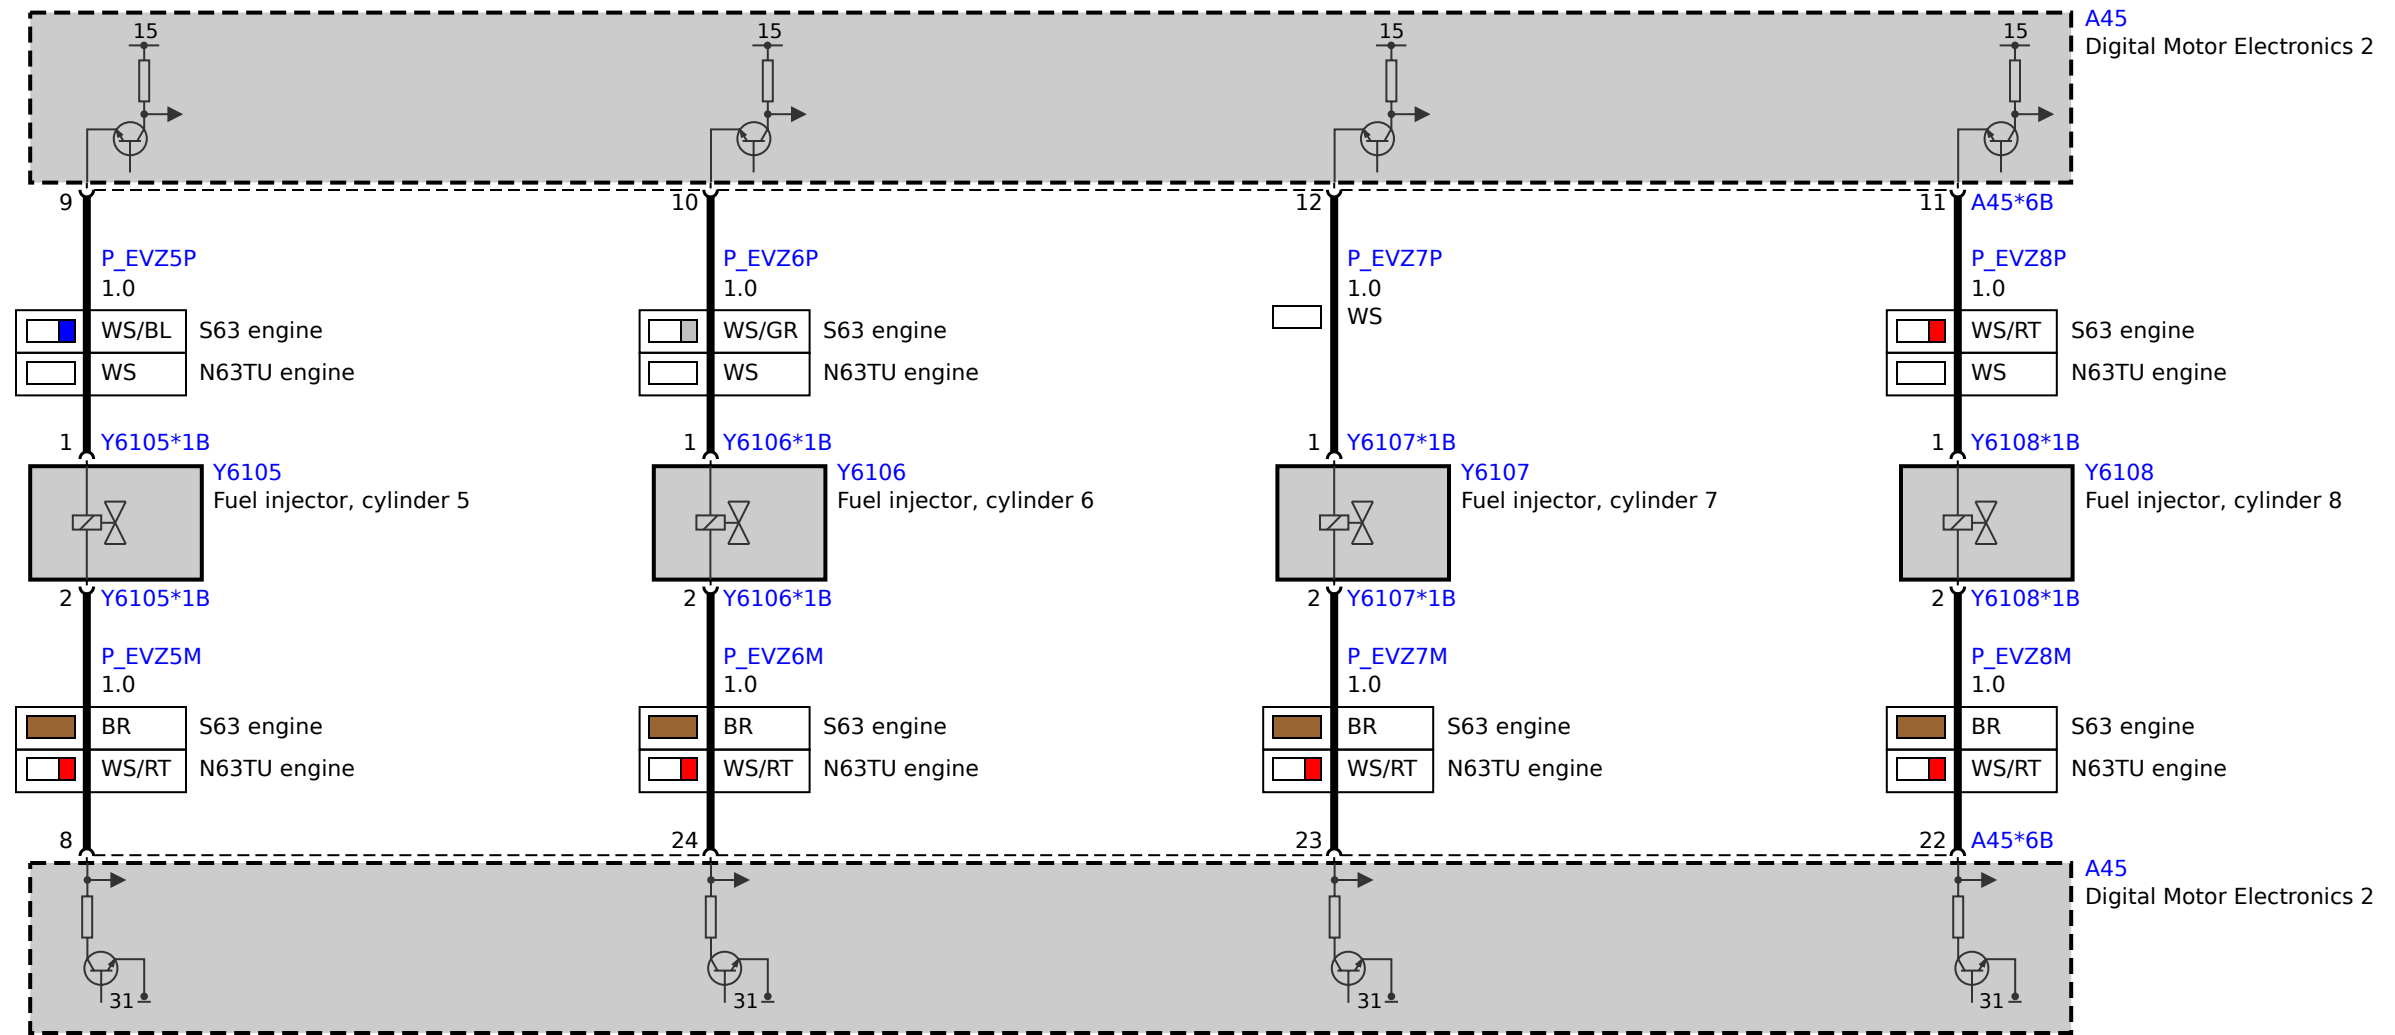 15 15 15 15
A45
Digital Motor Electronics 2
9 10 12 11 A45*6B
P_EVZ5P P_EVZ6P P_EVZ7P P_EVZ8P
1.0 1.0 1.0 1.0
WS
WS/BL S63 engine WS/GR S63 engine WS/RT S63 engine
WS N63TU engine WS N63TU engine WS N63TU engine
1 Y6105*1B 1 Y6106*1B 1 Y6107*1B 1 Y6108*1B
Y6105 Y6106 Y6107 Y6108
Fuel injector, cylinder 5 Fuel injector, cylinder 6 Fuel injector, cylinder 7 Fuel injector, cylinder 8
2 Y6105*1B 2 Y6106*1B 2 Y6107*1B 2 Y6108*1B
P_EVZ5M P_EVZ6M P_EVZ7M P_EVZ8M
1.0 1.0 1.0 1.0
BR S63 engine BR S63 engine BR S63 engine BR S63 engine
WS/RT N63TU engine WS/RT N63TU engine WS/RT N63TU engine WS/RT N63TU engine
8 24 23 22 A45*6B
A45
Digital Motor Electronics 2
31 31 31 31